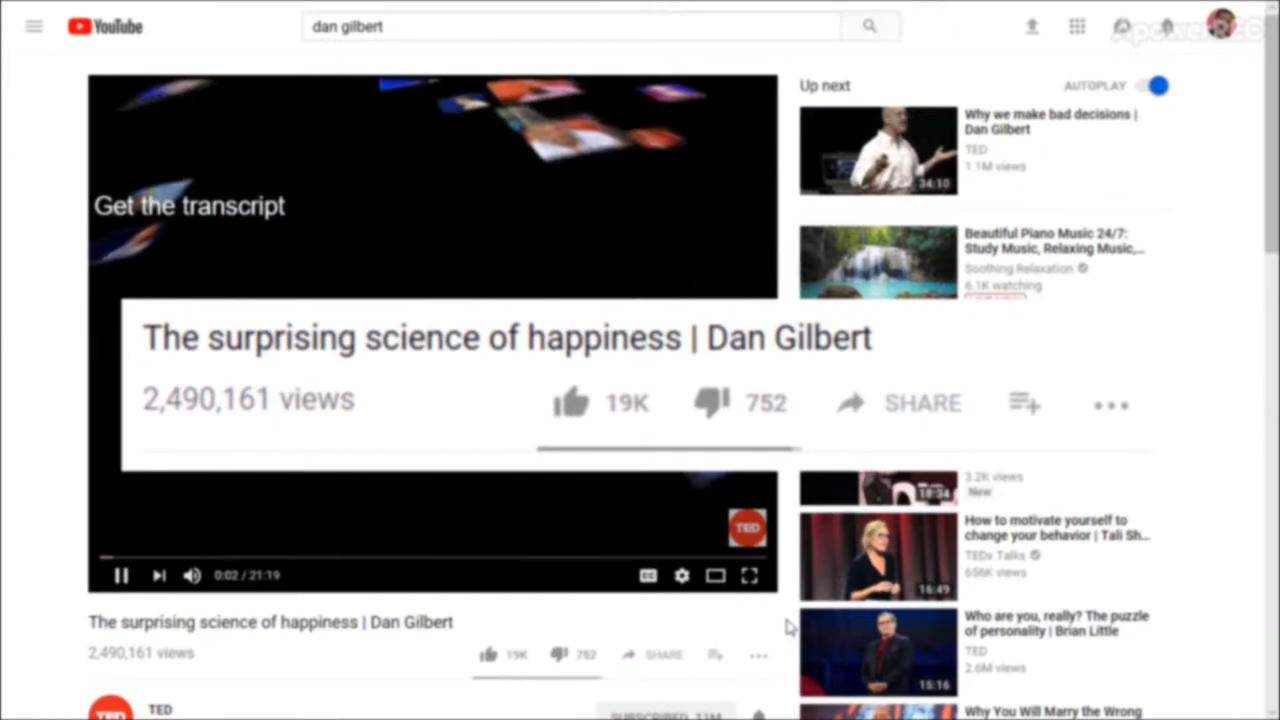 YouTube
dan gilbert
Get the transcript
The surprising science of happiness | Dan Gilbert
2,490,161 views
19K
752
SHARE
TED
0:02 / 21:19
CC
The surprising science of happiness | Dan Gilbert
2,490,161 views
19K
752
SHARE
TED
TED
SUBSCRIBED 11M
Up next
AUTOPLAY
Why we make bad decisions |
Dan Gilbert
TED
1.1M views
34:10
Beautiful Piano Music 24/7:
Study Music, Relaxing Music,...
Soothing Relaxation
6.1K watching
3.2K views
New
18:34
How to motivate yourself to
change your behavior | Tali Sh...
TEDx Talks
656K views
16:49
Who are you, really? The puzzle
of personality | Brian Little
TED
2.6M views
15:16
Why You Will Marry the Wrong